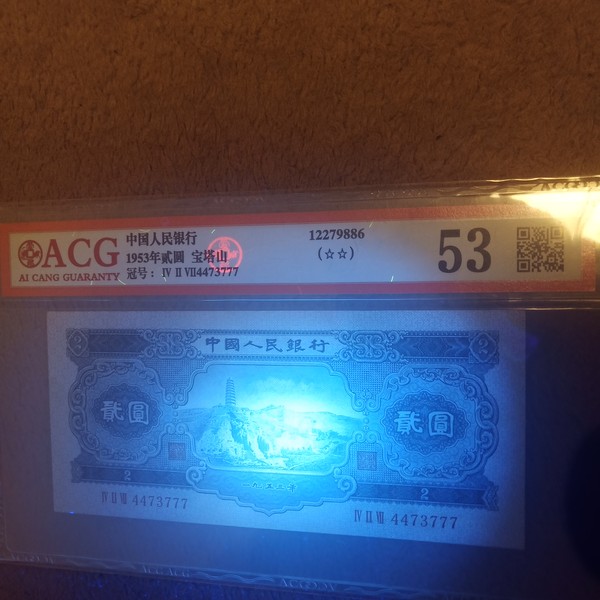 ACG
AI CANG GUARANTY
中国人民银行
1953年贰圆 宝塔山
冠号： IV II VII4473777
12279886
(☆☆)
53
中國人民銀行
2
2
貳圓
貳圓
一九五三年
2
2
IV II VII 4473777
IV II VII 4473777